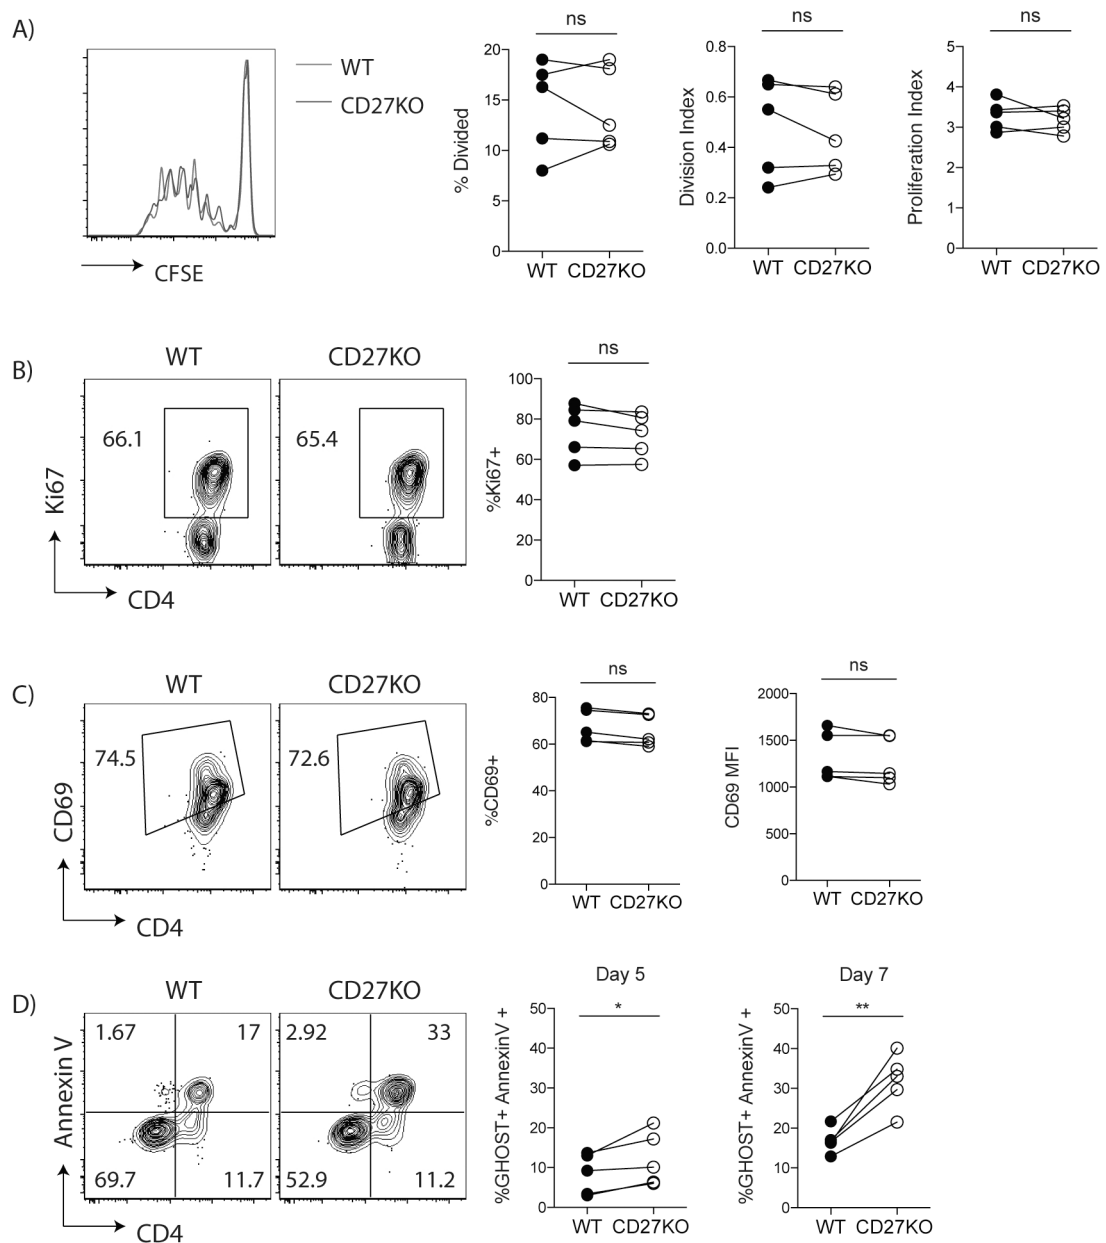 A)
WT
CD27KO
CFSE
ns
% Divided
20
15
10
5
0
WT CD27KO
ns
Division Index
0.8
0.6
0.4
0.2
0.0
WT CD27KO
ns
Proliferation Index
5
4
3
2
1
0
WT CD27KO
B)
WT
CD27KO
66.1
65.4
Ki67
CD4
ns
%Ki67+
100
80
60
40
20
0
WT CD27KO
C)
WT
CD27KO
74.5
72.6
CD69
CD4
ns
%CD69+
80
60
40
20
0
WT CD27KO
ns
CD69 MFI
2000
1500
1000
500
0
WT CD27KO
D)
WT
CD27KO
1.67
17
69.7
11.7
2.92
33
52.9
11.2
Annexin V
CD4
Day 5
*
%GHOST+ AnnexinV +
50
40
30
20
10
0
WT CD27KO
Day 7
**
%GHOST+ AnnexinV +
50
40
30
20
10
0
WT CD27KO